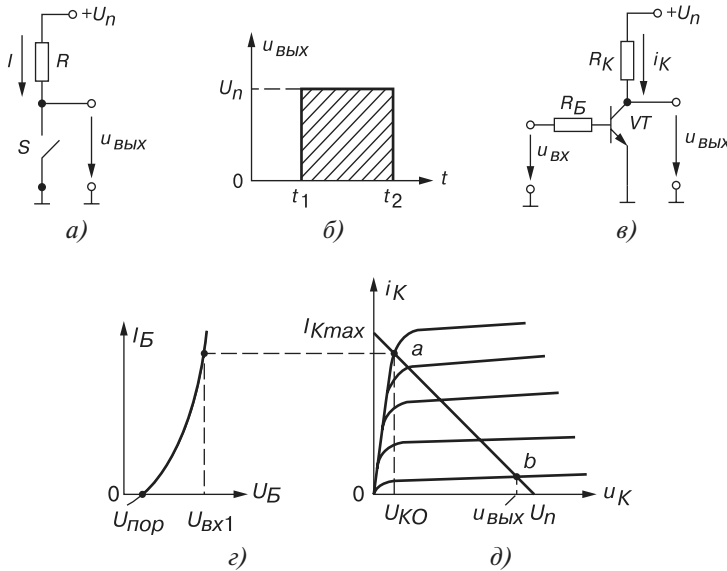 +Uп
I
R
S
uвых
а)
uвых
Uп
0
t1
t2
t
б)
+Uп
RК
iК
RБ
VT
uвх
uвых
в)
IБ
0
Uпор
Uвх1
UБ
г)
iК
IКmax
a
b
0
UКО
uвых
Uп
uК
д)